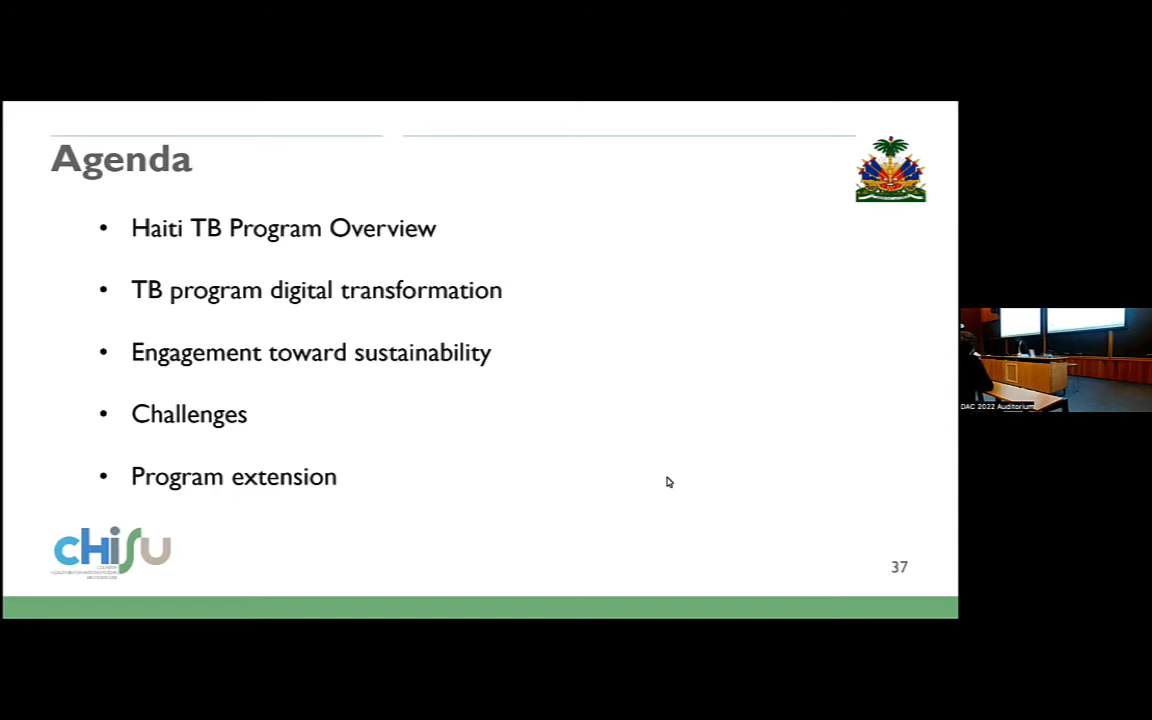 Agenda
• Haiti TB Program Overview
• TB program digital transformation
• Engagement toward sustainability
• Challenges
• Program extension
CHISU
COUNTRY
37
DAC 2022 Auditorium